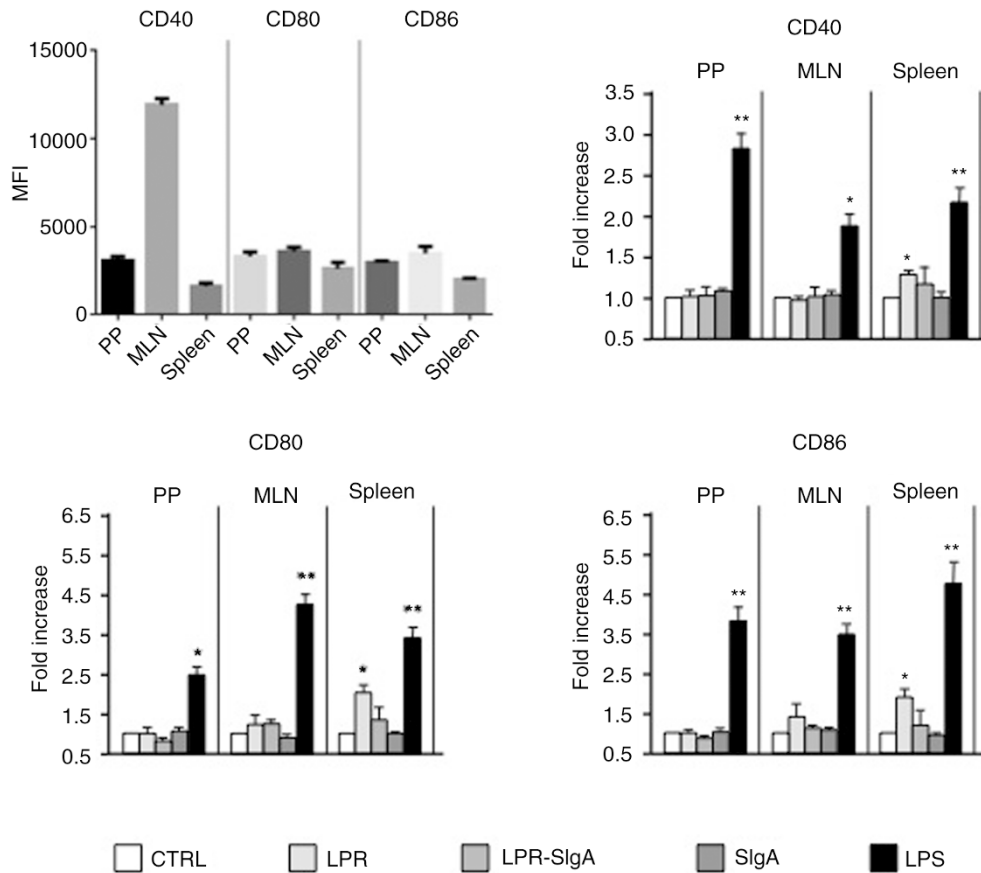 CD40 CD80 CD86
15000
10000
5000
0
MFI
PP MLN Spleen PP MLN Spleen PP MLN Spleen
CD40
PP MLN Spleen
3.5
3.0
2.5
2.0
1.5
1.0
0.5
Fold increase
** * * **
CD80
PP MLN Spleen
6.5
5.5
4.5
3.5
2.5
1.5
0.5
Fold increase
* ** * **
CD86
PP MLN Spleen
6.5
5.5
4.5
3.5
2.5
1.5
0.5
Fold increase
** ** * **
CTRL LPR LPR-SIgA SIgA LPS